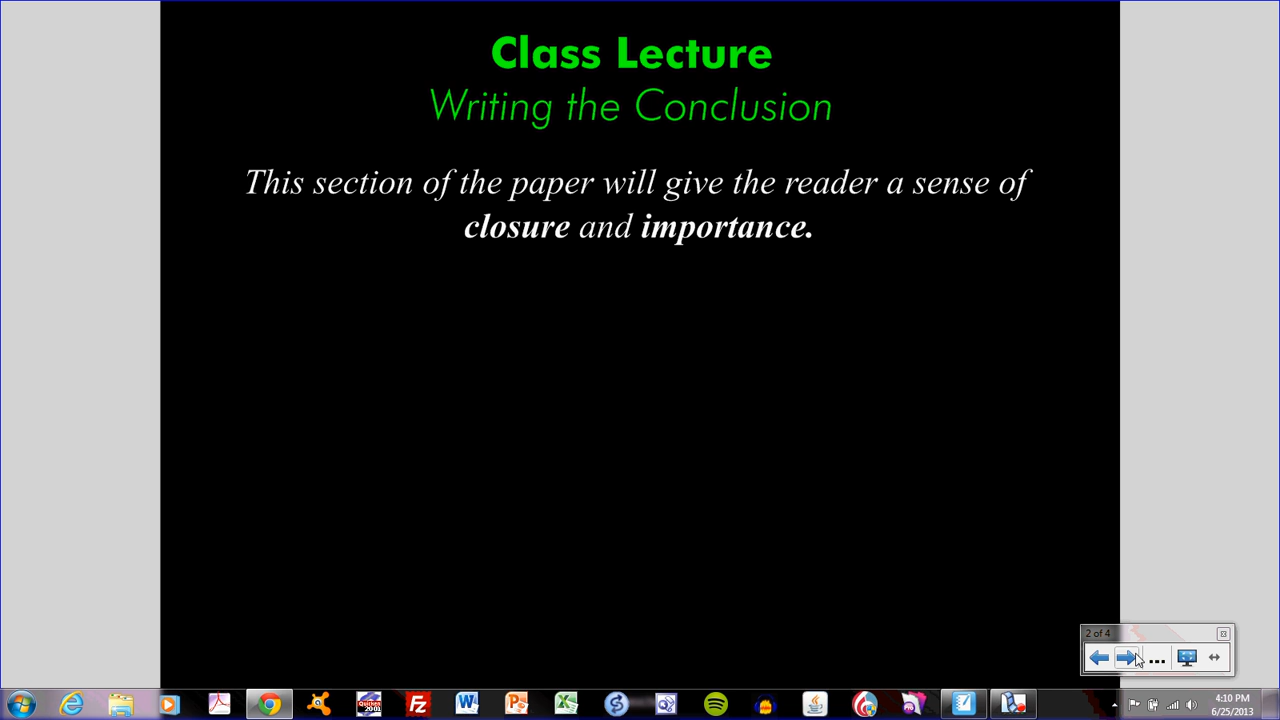 Class Lecture
Writing the Conclusion
This section of the paper will give the reader a sense of
closure and importance.
2 of 4
4:10 PM
6/25/2013